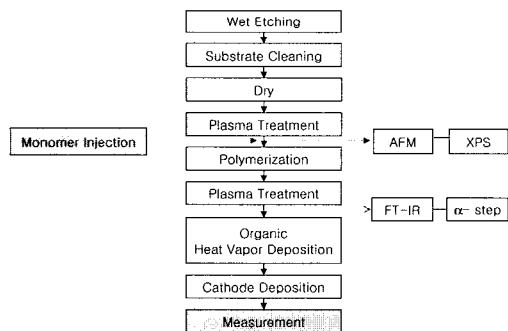 Wet Etching
Substrate Cleaning
Dry
Plasma Treatment
Monomer Injection
AFM
XPS
Polymerization
Plasma Treatment
FT-IR
α- step
Organic
Heat Vapor Deposition
Cathode Deposition
Measurement